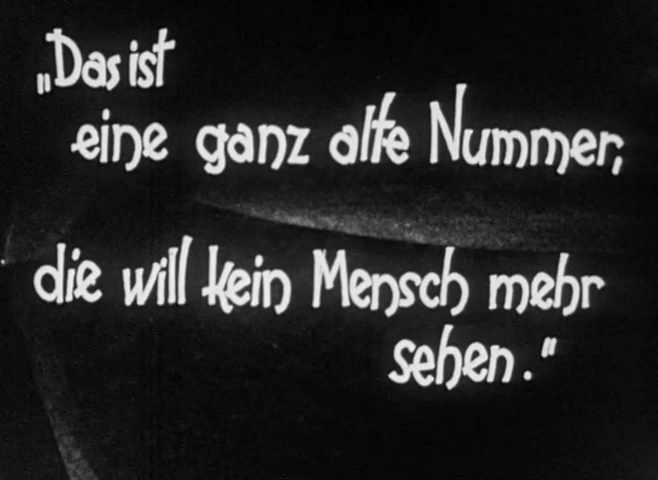 „Das ist
eine ganz alte Nummer,
die will kein Mensch mehr
sehen."